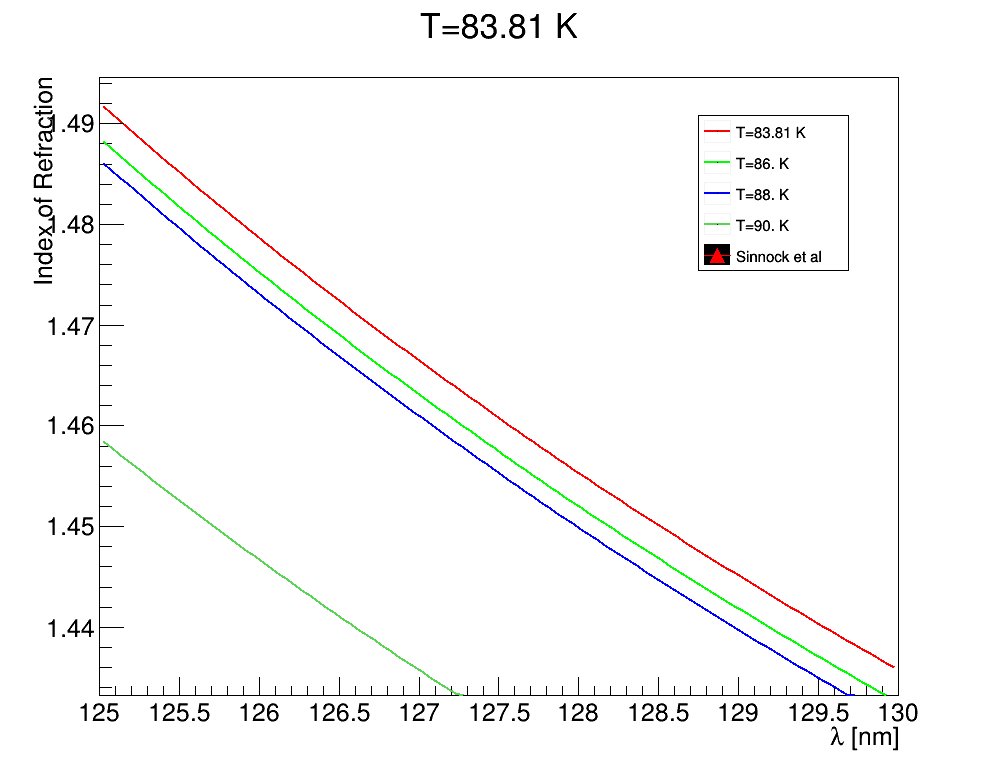 T=83.81 K
Index of Refraction
1.49
1.48
1.47
1.46
1.45
1.44
T=83.81 K
T=86. K
T=88. K
T=90. K
Sinnock et al
125 125.5 126 126.5 127 127.5 128 128.5 129 129.5 130
λ [nm]